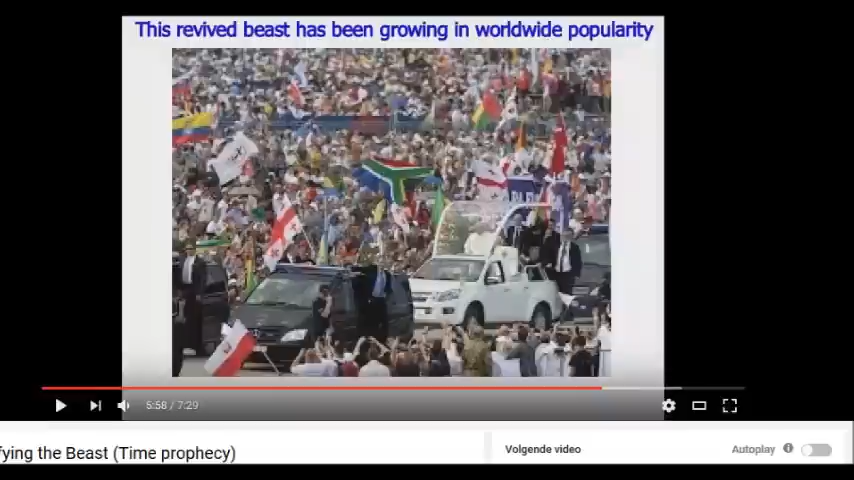 This revived beast has been growing in worldwide popularity
5:58 / 7:29
fying the Beast (Time prophecy)
Volgende video
Autoplay